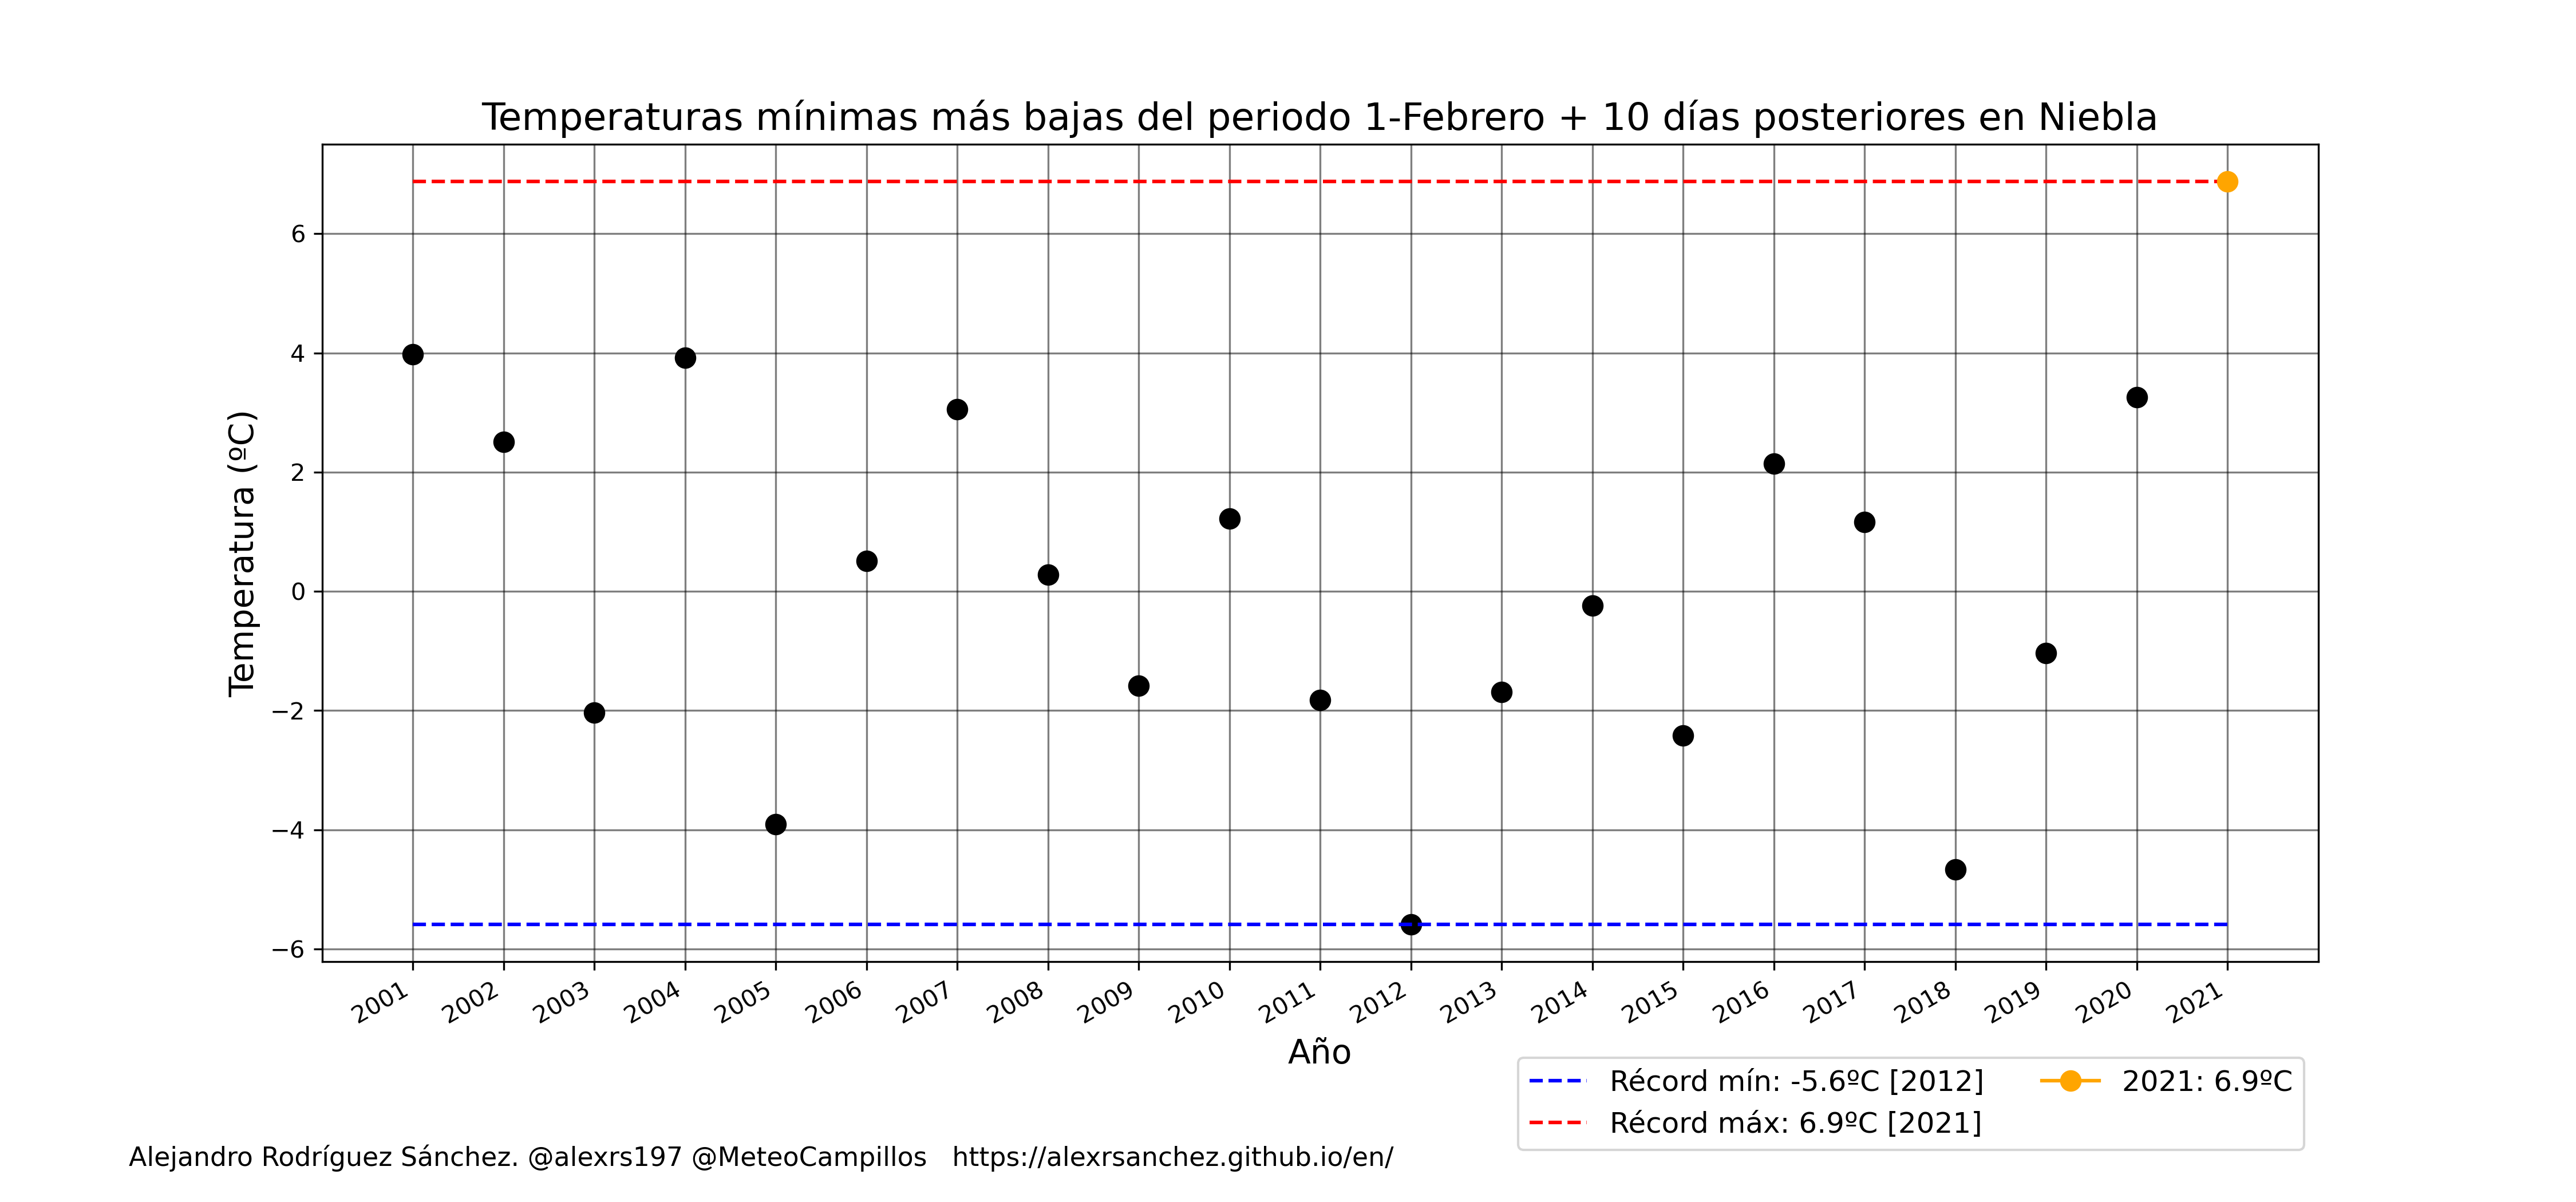 Temperaturas mínimas más bajas del periodo 1-Febrero + 10 días posteriores en Niebla
Temperatura (ºC)
6
4
2
0
−2
−4
−6
2001 2002 2003 2004 2005 2006 2007 2008 2009 2010 2011 2012 2013 2014 2015 2016 2017 2018 2019 2020 2021
Año
Récord mín: -5.6ºC [2012] 2021: 6.9ºC
Récord máx: 6.9ºC [2021]
Alejandro Rodríguez Sánchez. @alexrs197 @MeteoCampillos https://alexrsanchez.github.io/en/